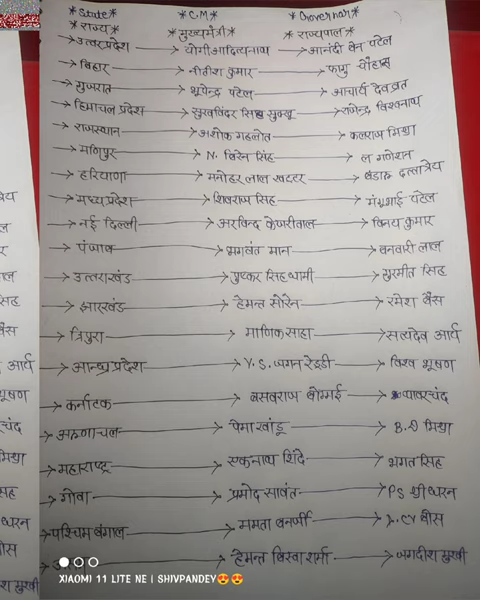 *State* *C.M* *Governar*
*राज्य* *मुख्यमंत्री* *राज्यपाल*
→उत्तरप्रदेश → योगी आदित्यनाथ → आनंदी बेन पटेल
→बिहार → नीतीश कुमार → फागु चौहान
→गुजरात → भूपेन्द्र पटेल → आचार्य देवव्रत
→हिमाचल प्रदेश → सुखविंदर सिंह सुक्खू → राजेन्द्र विश्वनाथ
→राजस्थान → अशोक गहलोत → कलराज मिश्रा
→मणिपुर → N. बिरेन सिंह → ल गणेशन
→हरियाणा → मनोहर लाल खट्टर → बंडारू दत्तात्रेय
→मध्यप्रदेश → शिवराज सिंह → मंगूभाई पटेल
→नई दिल्ली → अरविन्द केजरीवाल → विनय कुमार
→पंजाब → भगवंत मान → बनवारी लाल
→उत्तराखंड → पुष्कर सिंह धामी → गुरमीत सिंह
→झारखंड → हेमन्त सोरेन → रमेश बैंस
→त्रिपुरा → माणिक साहा → सत्यदेव आर्य
→आन्ध्र प्रदेश → Y. S. जगन रेड्डी → विश्व भूषण
→कर्नाटक → बसवराज बोम्मई → थावरचंद
→अरुणाचल → पेमा खांडू → B.D मिश्रा
→महाराष्ट्र → एकनाथ शिंदे → भगत सिंह
→गोवा → प्रमोद सावंत → PS श्रीधरन
→पश्चिम बंगाल → ममता बनर्जी → बोस
→ हेमन्त बिस्वा शर्मा → जगदीश मुखी
XIAOMI 11 LITE NE | SHIVPANDEY😍😍